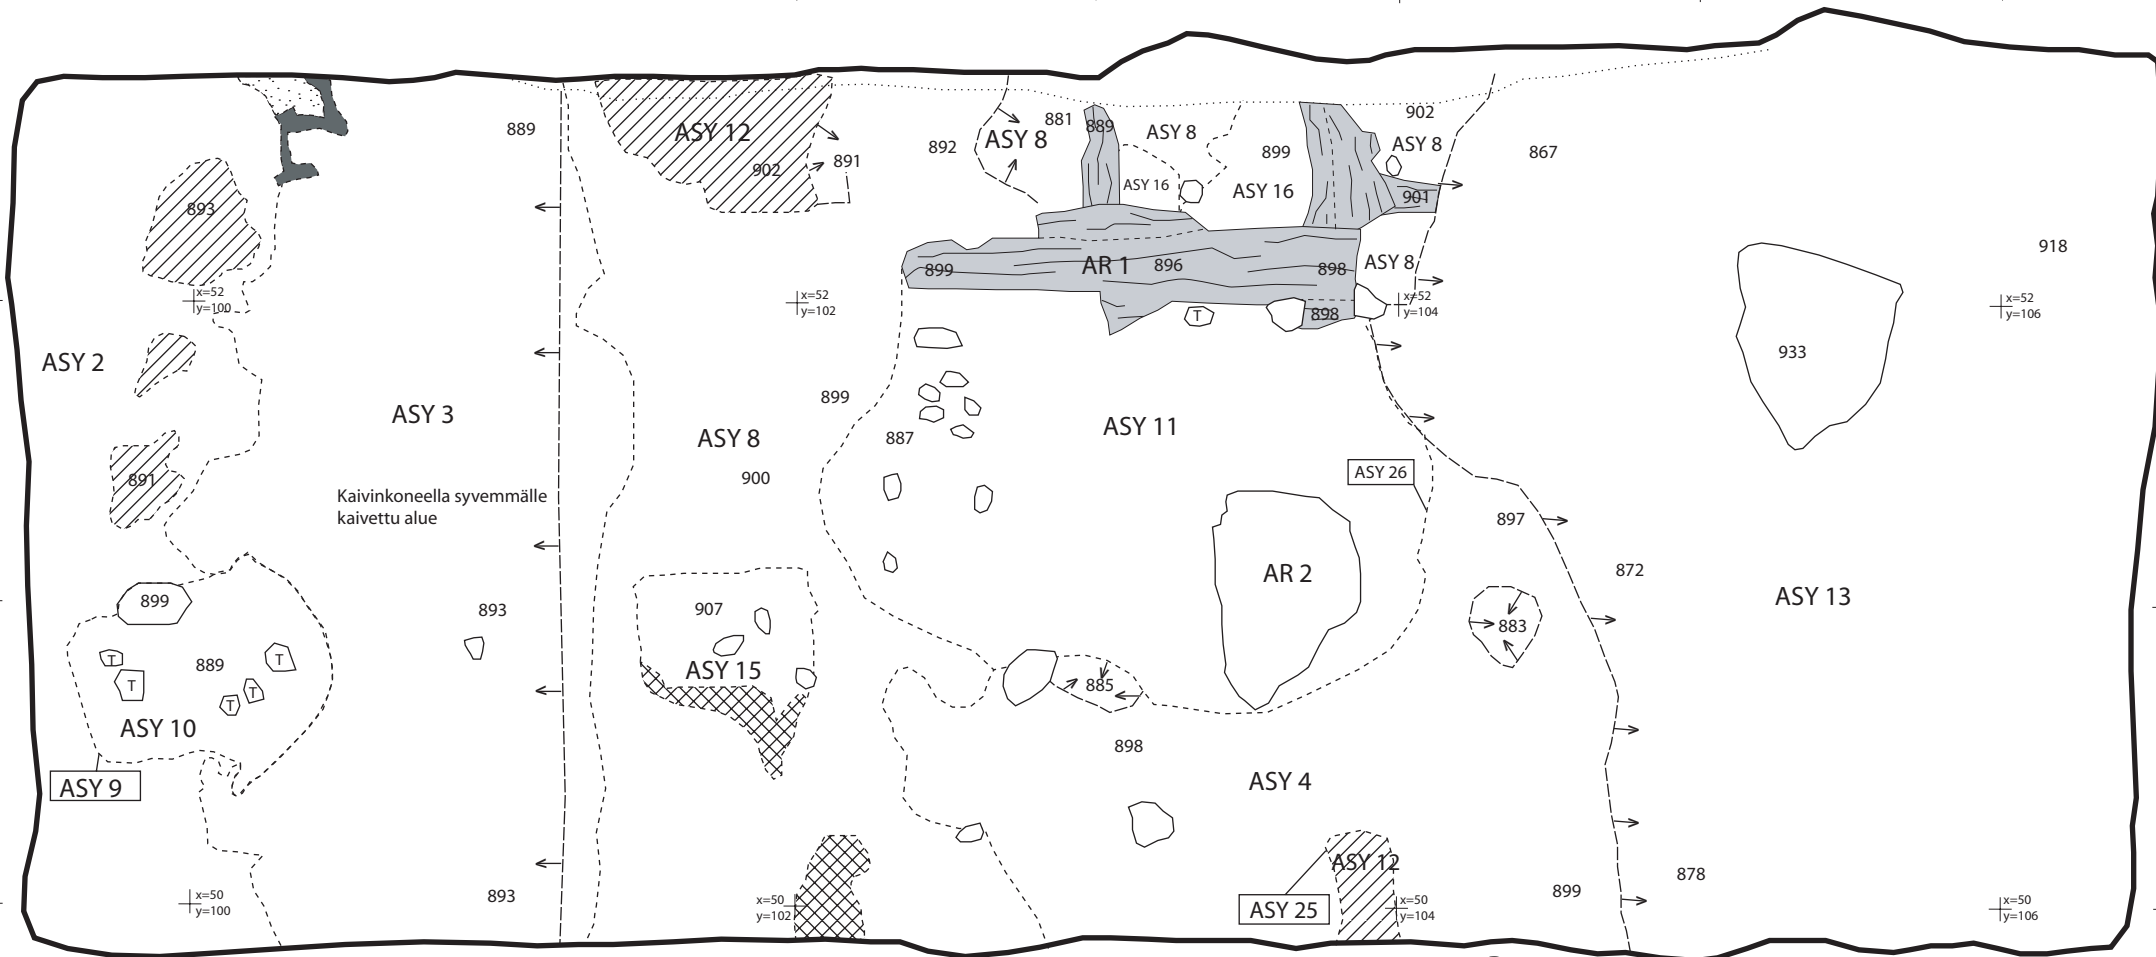 902
889
ASY 12
902
891
892
ASY 8
881
889
ASY 8
899
ASY 8
867
ASY 16
ASY 16
901
893
918
899
AR 1
896
898
ASY 8
x=52
y=100
x=52
y=102
x=52
y=104
x=52
y=106
T
898
933
ASY 2
899
ASY 3
ASY 8
887
ASY 11
900
ASY 26
891
Kaivinkoneella syvemmälle
kaivettu alue
897
872
AR 2
ASY 13
899
893
907
883
T
889
T
ASY 15
T
T
T
885
ASY 10
898
ASY 9
ASY 4
ASY 12
878
899
893
x=50
y=100
x=50
y=102
ASY 25
x=50
y=104
x=50
y=106